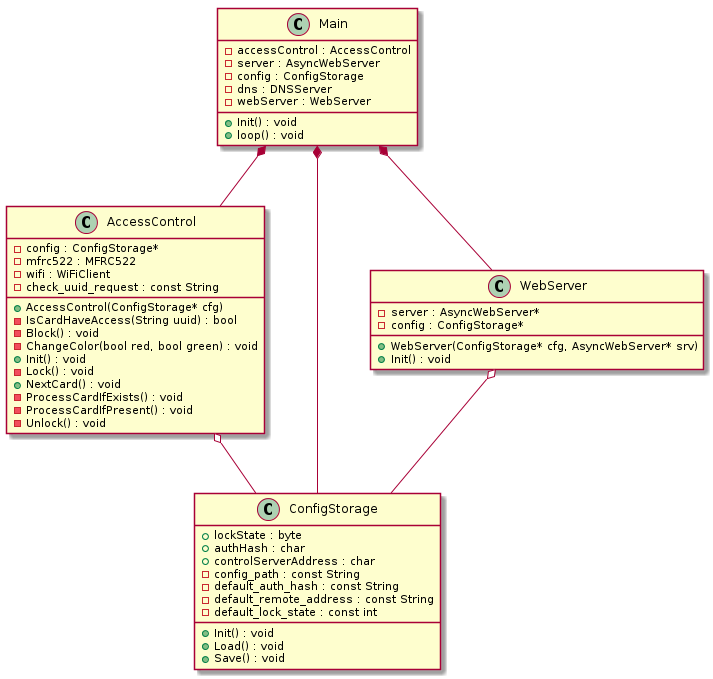 C Main
accessControl : AccessControl
server : AsyncWebServer
config : ConfigStorage
dns : DNSServer
webServer : WebServer
Init() : void
loop() : void
C AccessControl
config : ConfigStorage*
mfrc522 : MFRC522
wifi : WiFiClient
check_uuid_request : const String
AccessControl(ConfigStorage* cfg)
IsCardHaveAccess(String uuid) : bool
Block() : void
ChangeColor(bool red, bool green) : void
Init() : void
Lock() : void
NextCard() : void
ProcessCardIfExists() : void
ProcessCardIfPresent() : void
Unlock() : void
C WebServer
server : AsyncWebServer*
config : ConfigStorage*
WebServer(ConfigStorage* cfg, AsyncWebServer* srv)
Init() : void
C ConfigStorage
lockState : byte
authHash : char
controlServerAddress : char
config_path : const String
default_auth_hash : const String
default_remote_address : const String
default_lock_state : const int
Init() : void
Load() : void
Save() : void